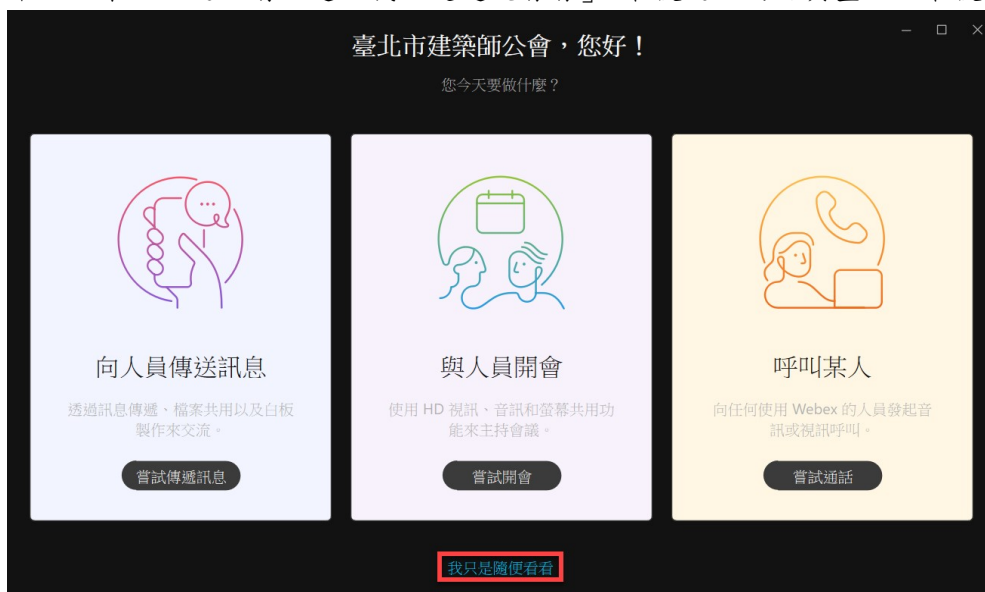 臺北市建築師公會，您好！
您今天要做什麼？
向人員傳送訊息
透過訊息傳遞、檔案共用以及白板
製作來交流。
嘗試傳遞訊息
與人員開會
使用 HD 視訊、音訊和螢幕共用功
能來主持會議。
嘗試開會
呼叫某人
向任何使用 Webex 的人員發起音
訊或視訊呼叫。
嘗試通話
我只是隨便看看